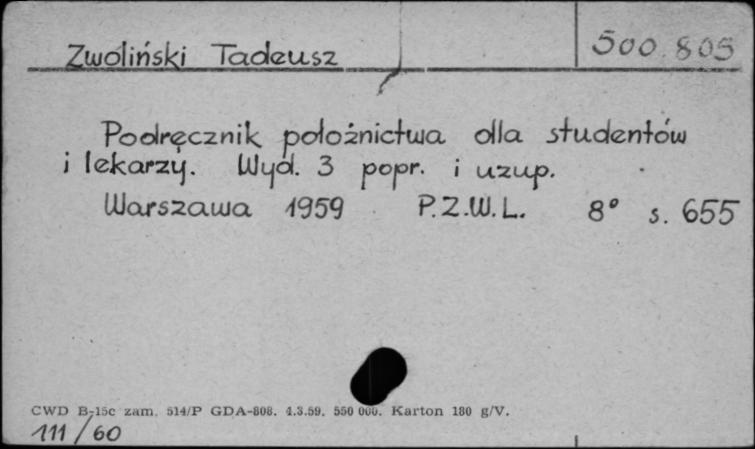 Zwoliński Tadeusz 500.805
Podręcznik położnictwa dla studentów
i lekarzy. Wyd. 3 popr. i uzup.
Warszawa 1959 P.Z.W.L. 8° s. 655
CWD B-15c zam. 514/P GDA-808. 4.3.59. 550 000. Karton 180 g/V.
111/60